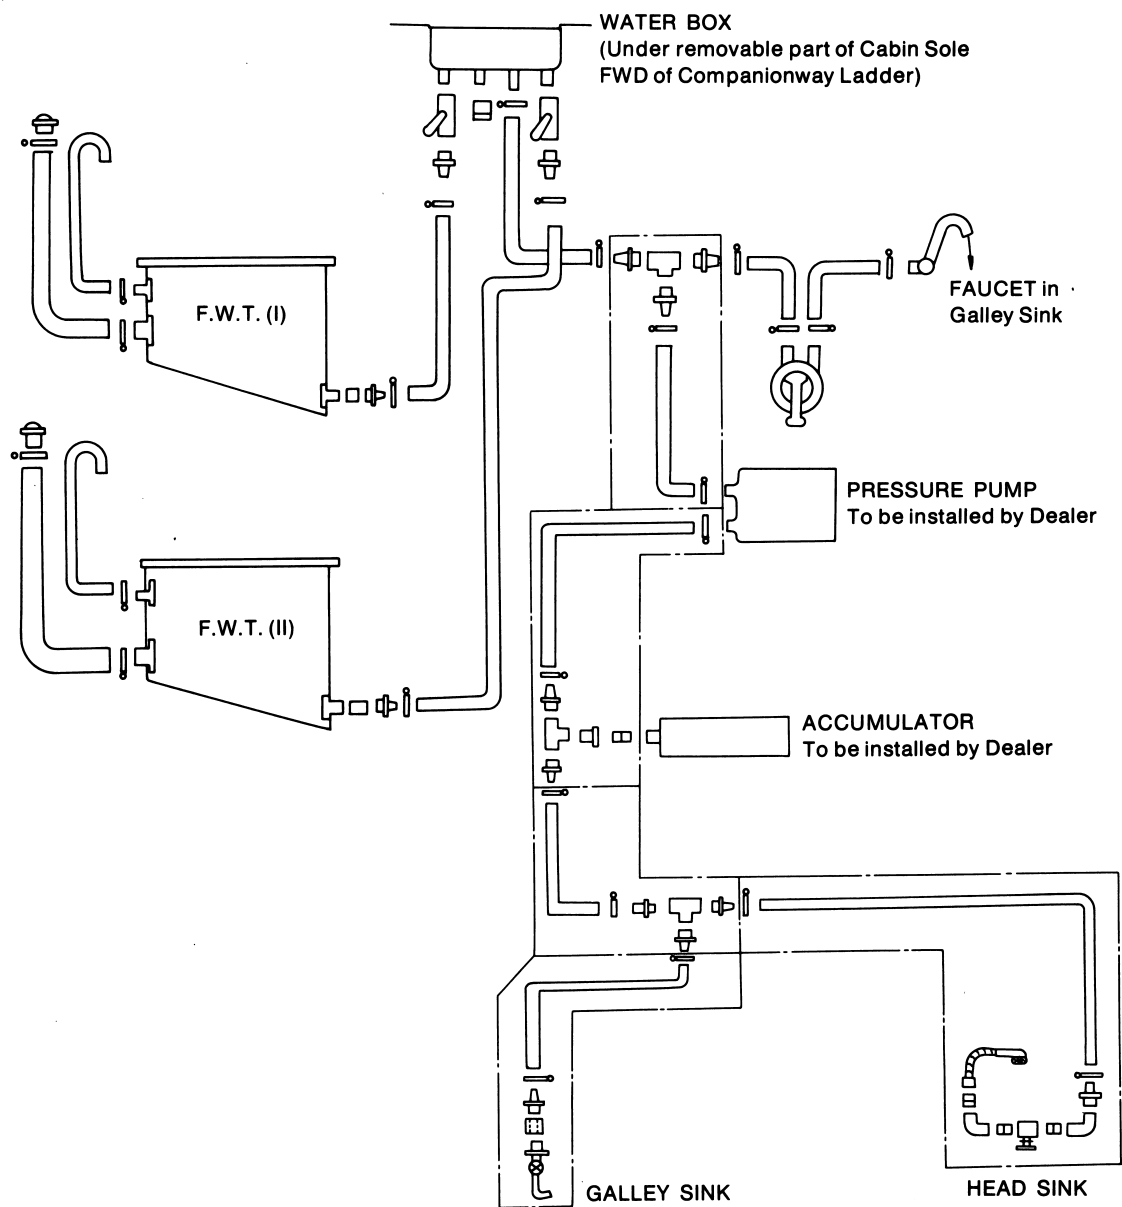 WATER BOX
(Under removable part of Cabin Sole
FWD of Companionway Ladder)
F.W.T. (I)
FAUCET in
Galley Sink
PRESSURE PUMP
To be installed by Dealer
F.W.T. (II)
ACCUMULATOR
To be installed by Dealer
GALLEY SINK
HEAD SINK